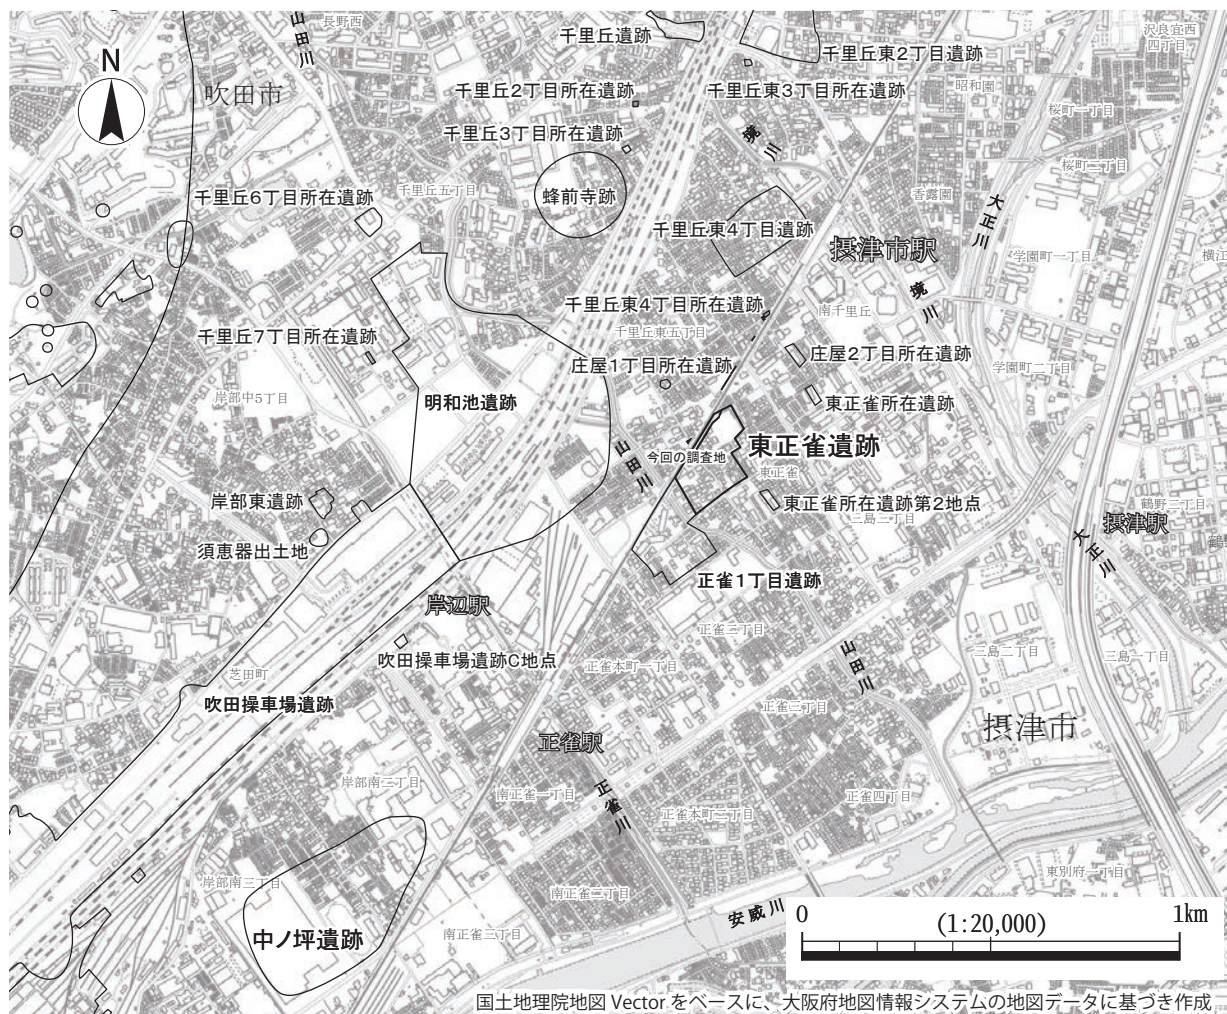 山田川
長野西
千里丘遺跡
千里丘東2丁目遺跡
沢良宜西
四丁目
N
吹田市
千里丘2丁目所在遺跡
千里丘東3丁目所在遺跡
昭和園
桜町一丁目
千里丘3丁目所在遺跡
境川
桜町二丁目
千里丘6丁目所在遺跡
千里丘五丁目
蜂前寺跡
香露園
大正川
千里丘東4丁目遺跡
摂津市駅
学園町一丁目
横江
境川
千里丘東4丁目所在遺跡
南千里丘
千里丘7丁目所在遺跡
千里丘東五丁目
庄屋1丁目所在遺跡
庄屋2丁目所在遺跡
学園町二丁目
岸部中5丁目
明和池遺跡
東正雀所在遺跡
山田川
今回の調査地
東正雀遺跡
東正雀
岸部東遺跡
東正雀所在遺跡第2地点
三島三丁目
鶴野二丁目
摂津駅
大正川
鶴野
須恵器出土地
正雀1丁目遺跡
岸辺駅
正雀三丁目
吹田操車場遺跡C地点
正雀本町一丁目
山田川
三島二丁目
三島一丁目
芝田町
吹田操車場遺跡
正雀三丁目
正雀駅
摂津市
岸部南二丁目
南正雀一丁目
正雀川
正雀四丁目
正雀本町二丁目
岸部南三丁目
南正雀三丁目
東別府一丁目
中ノ坪遺跡
南正雀二丁目
安威川
0
(1:20,000)
1km
国土地理院地図 Vector をベースに、大阪府地図情報システムの地図データに基づき作成